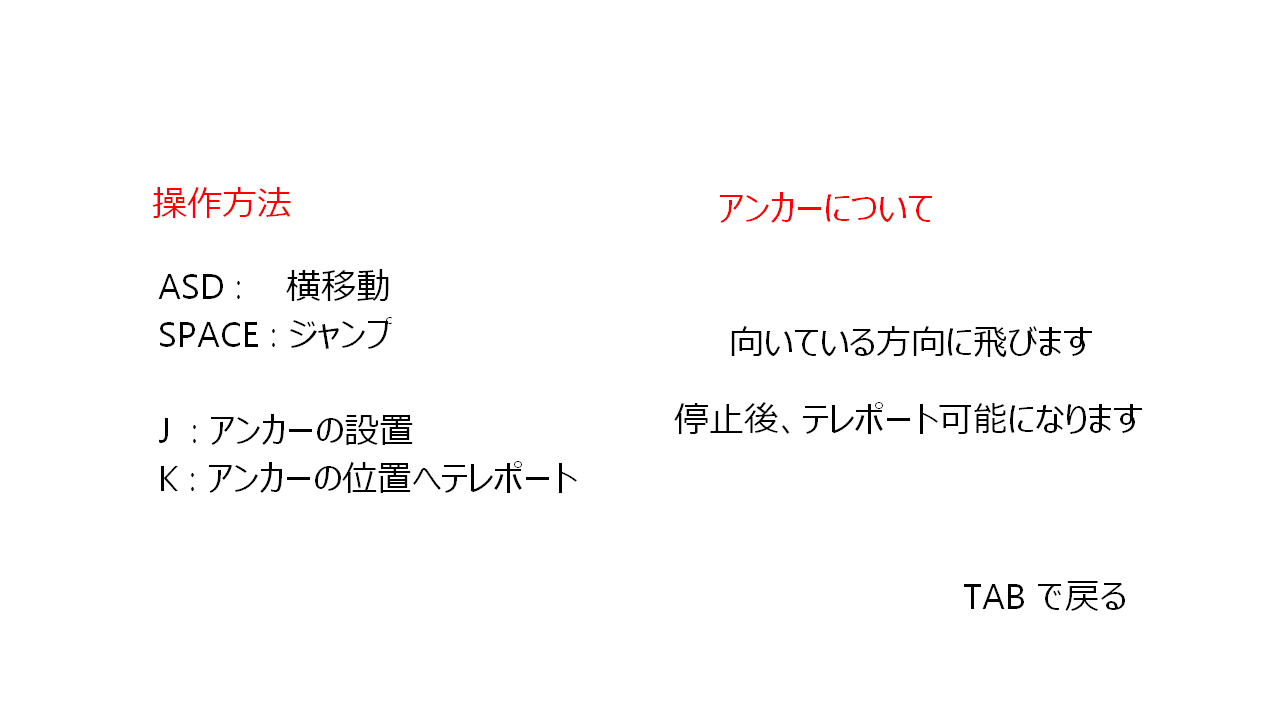 操作方法
ASD :　横移動
SPACE : ジャンプ
J : アンカーの設置
K : アンカーの位置へテレポート
アンカーについて
向いている方向に飛びます
停止後、テレポート可能になります
TAB で戻る